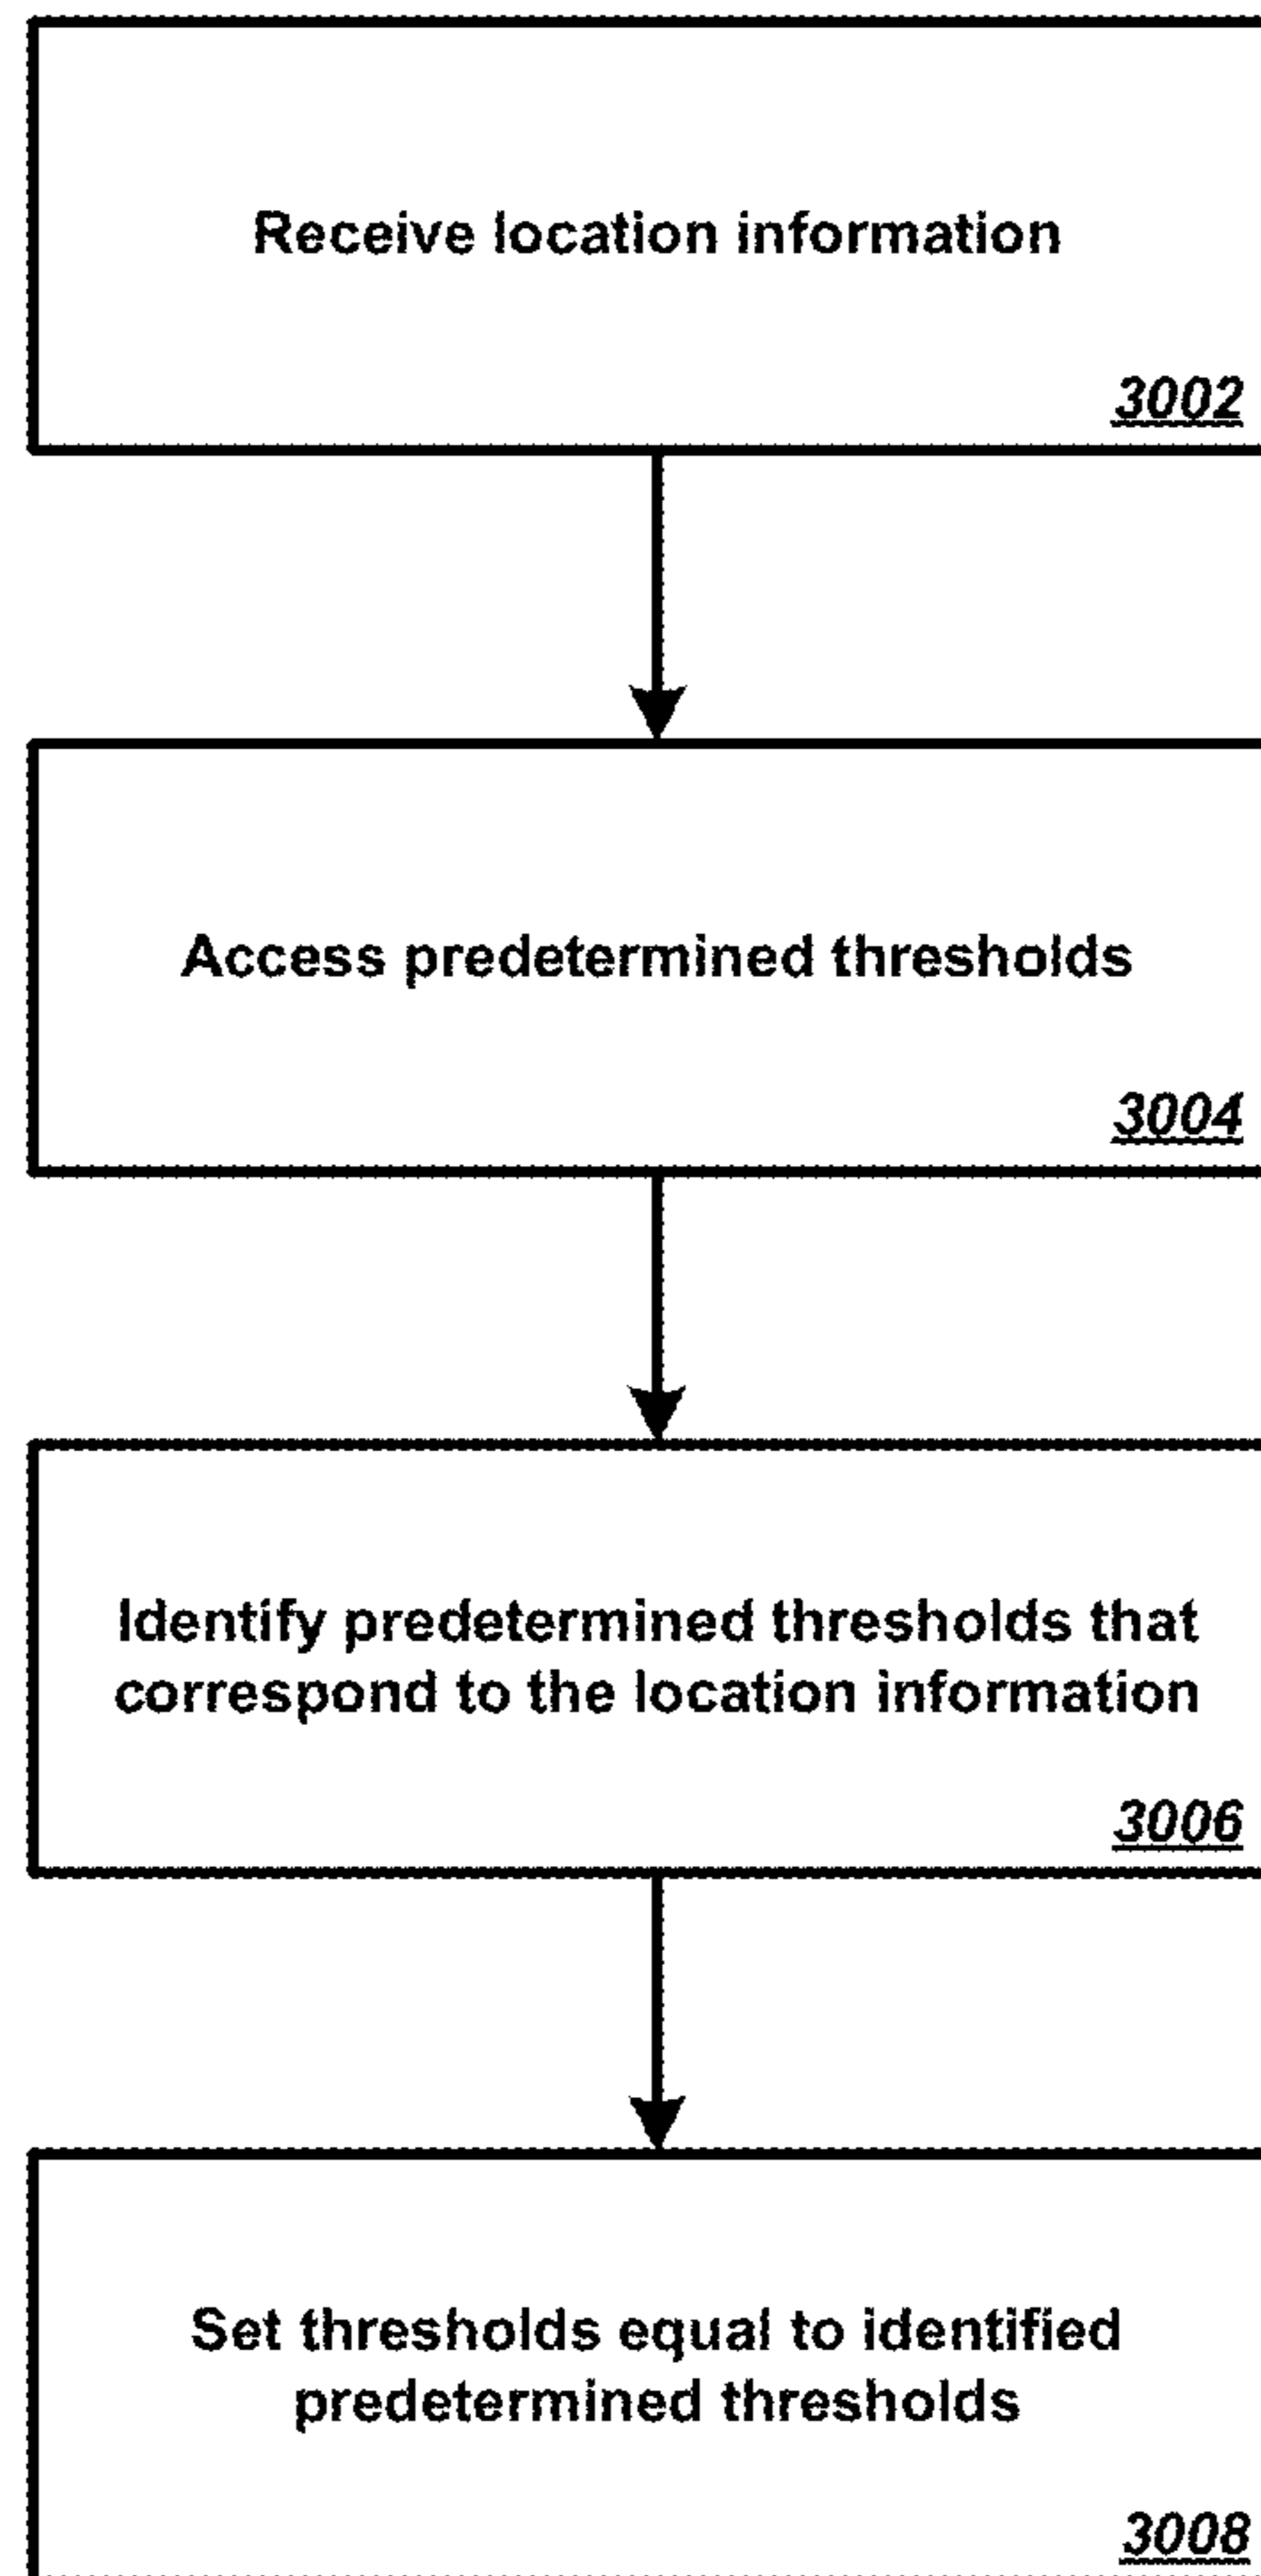 Receive location information
3002
Access predetermined thresholds
3004
Identify predetermined thresholds that
correspond to the location information
3006
Set thresholds equal to identified
predetermined thresholds
3008